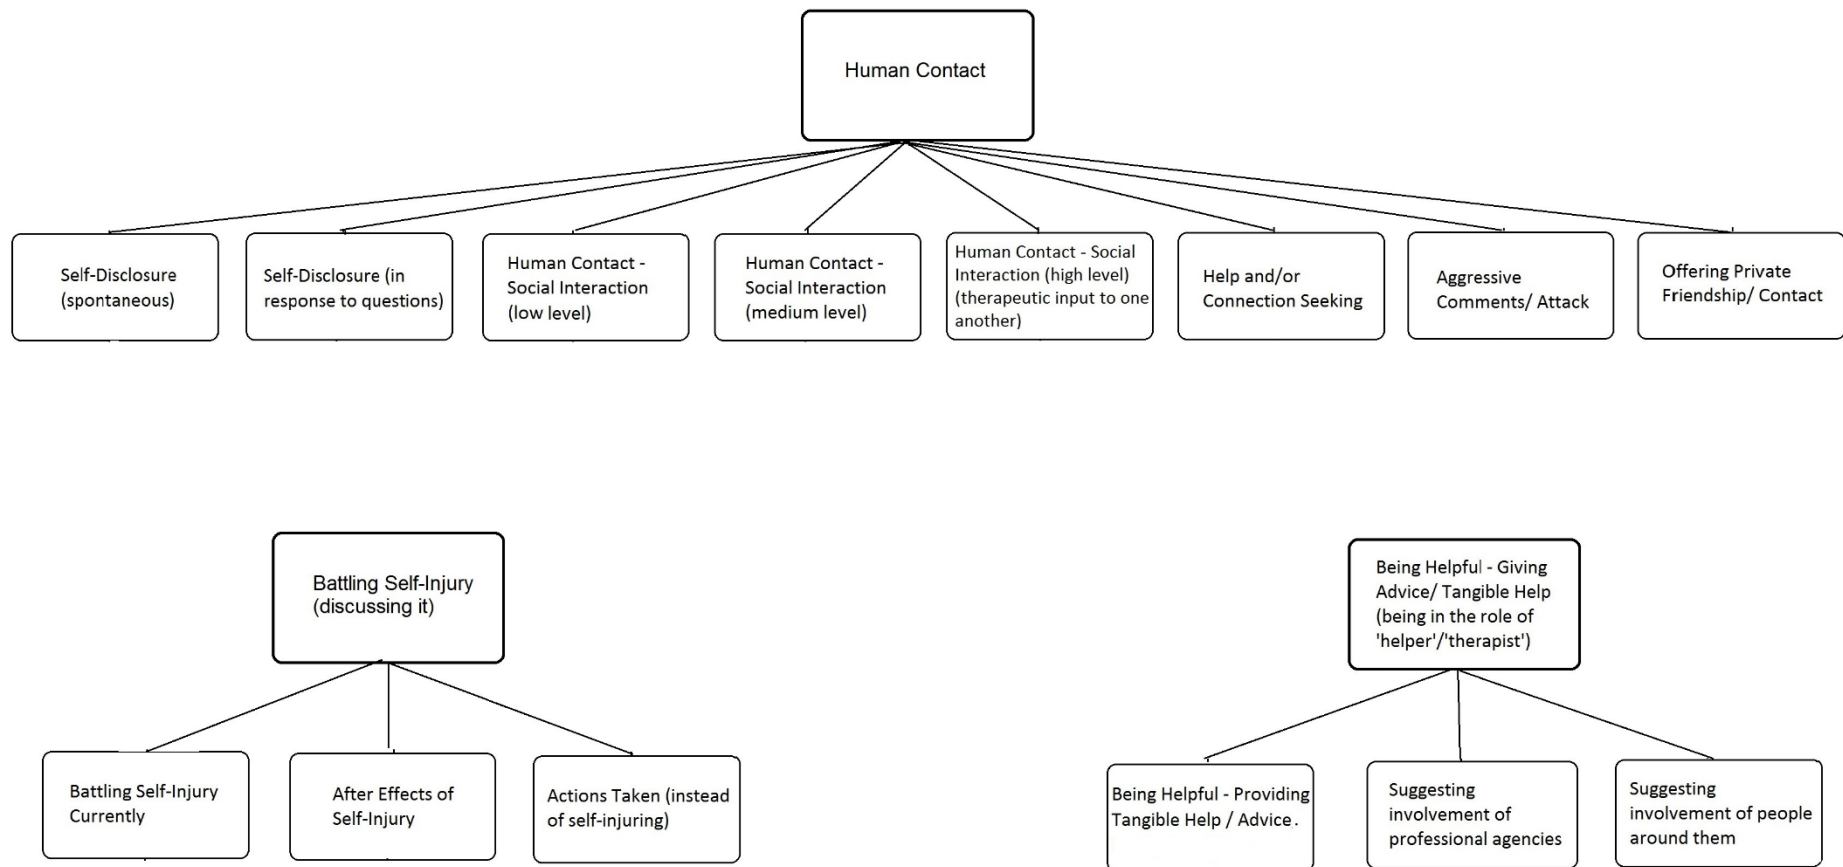 Human Contact
Self-Disclosure
(spontaneous)
Self-Disclosure (in
response to questions)
Human Contact -
Social Interaction
(low level)
Human Contact -
Social Interaction
(medium level)
Human Contact - Social
Interaction (high level)
(therapeutic input to one
another)
Help and/or
Connection Seeking
Aggressive
Comments/ Attack
Offering Private
Friendship/ Contact
Battling Self-Injury
(discussing it)
Being Helpful - Giving
Advice/ Tangible Help
(being in the role of
'helper'/'therapist')
Battling Self-Injury
Currently
After Effects of
Self-Injury
Actions Taken (instead
of self-injuring)
Being Helpful - Providing
Tangible Help / Advice.
Suggesting
involvement of
professional agencies
Suggesting
involvement of people
around them